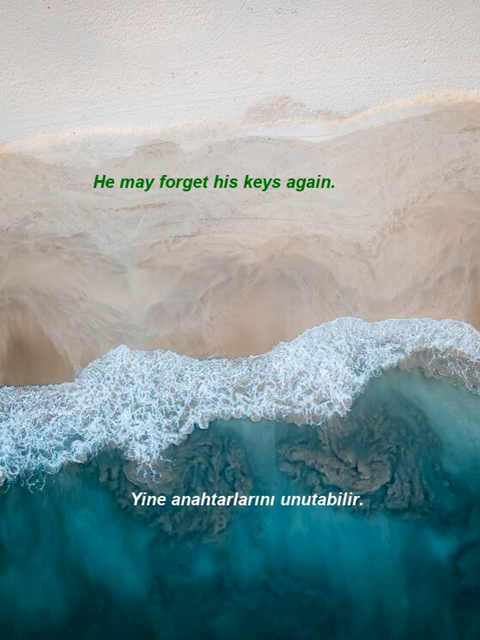 He may forget his keys again.
Yine anahtarlarını unutabilir.